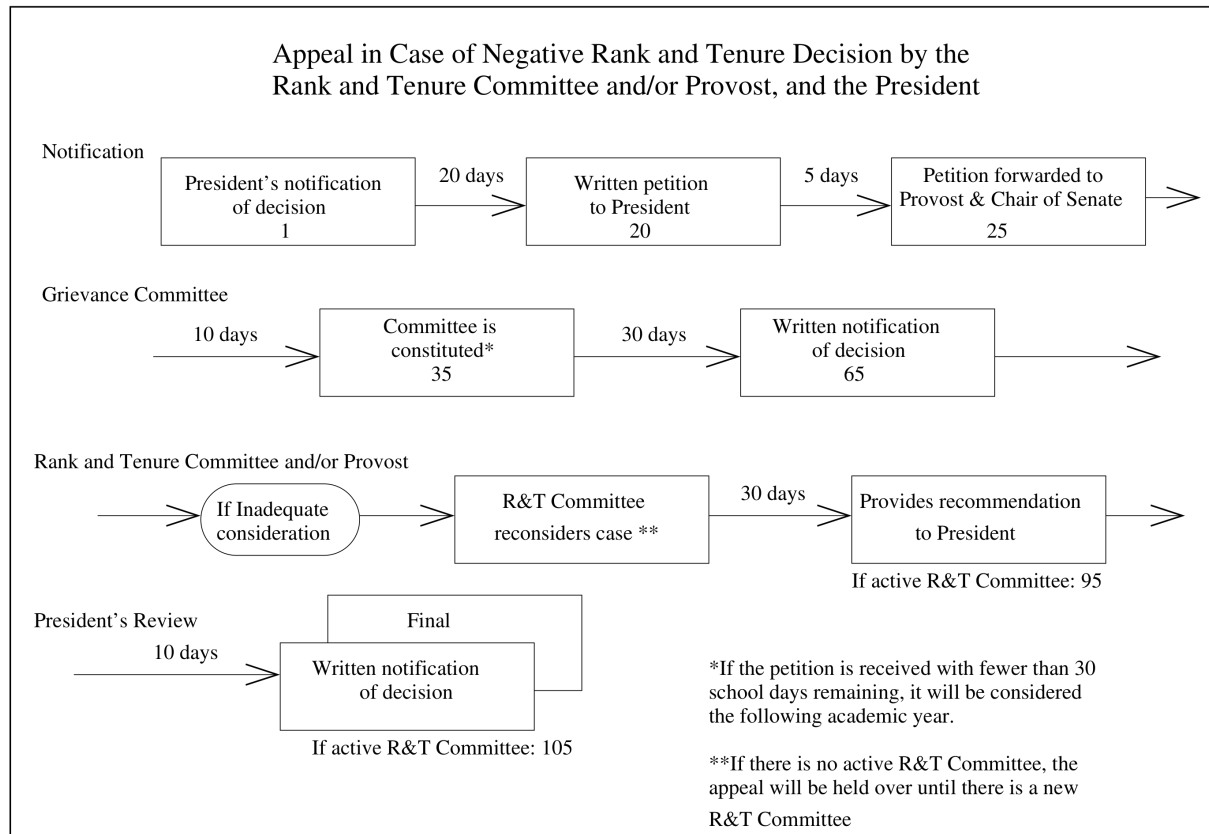 Appeal in Case of Negative Rank and Tenure Decision by the
Rank and Tenure Committee and/or Provost, and the President
Notification
President's notification
of decision
1
20 days
Written petition
to President
20
5 days
Petition forwarded to
Provost & Chair of Senate
25
Grievance Committee
10 days
Committee is
constituted*
35
30 days
Written notification
of decision
65
Rank and Tenure Committee and/or Provost
If Inadequate
consideration
R&T Committee
reconsiders case **
30 days
Provides recommendation
to President
If active R&T Committee: 95
President's Review
10 days
Final
Written notification
of decision
If active R&T Committee: 105
*If the petition is received with fewer than 30
school days remaining, it will be considered
the following academic year.
**If there is no active R&T Committee, the
appeal will be held over until there is a new
R&T Committee